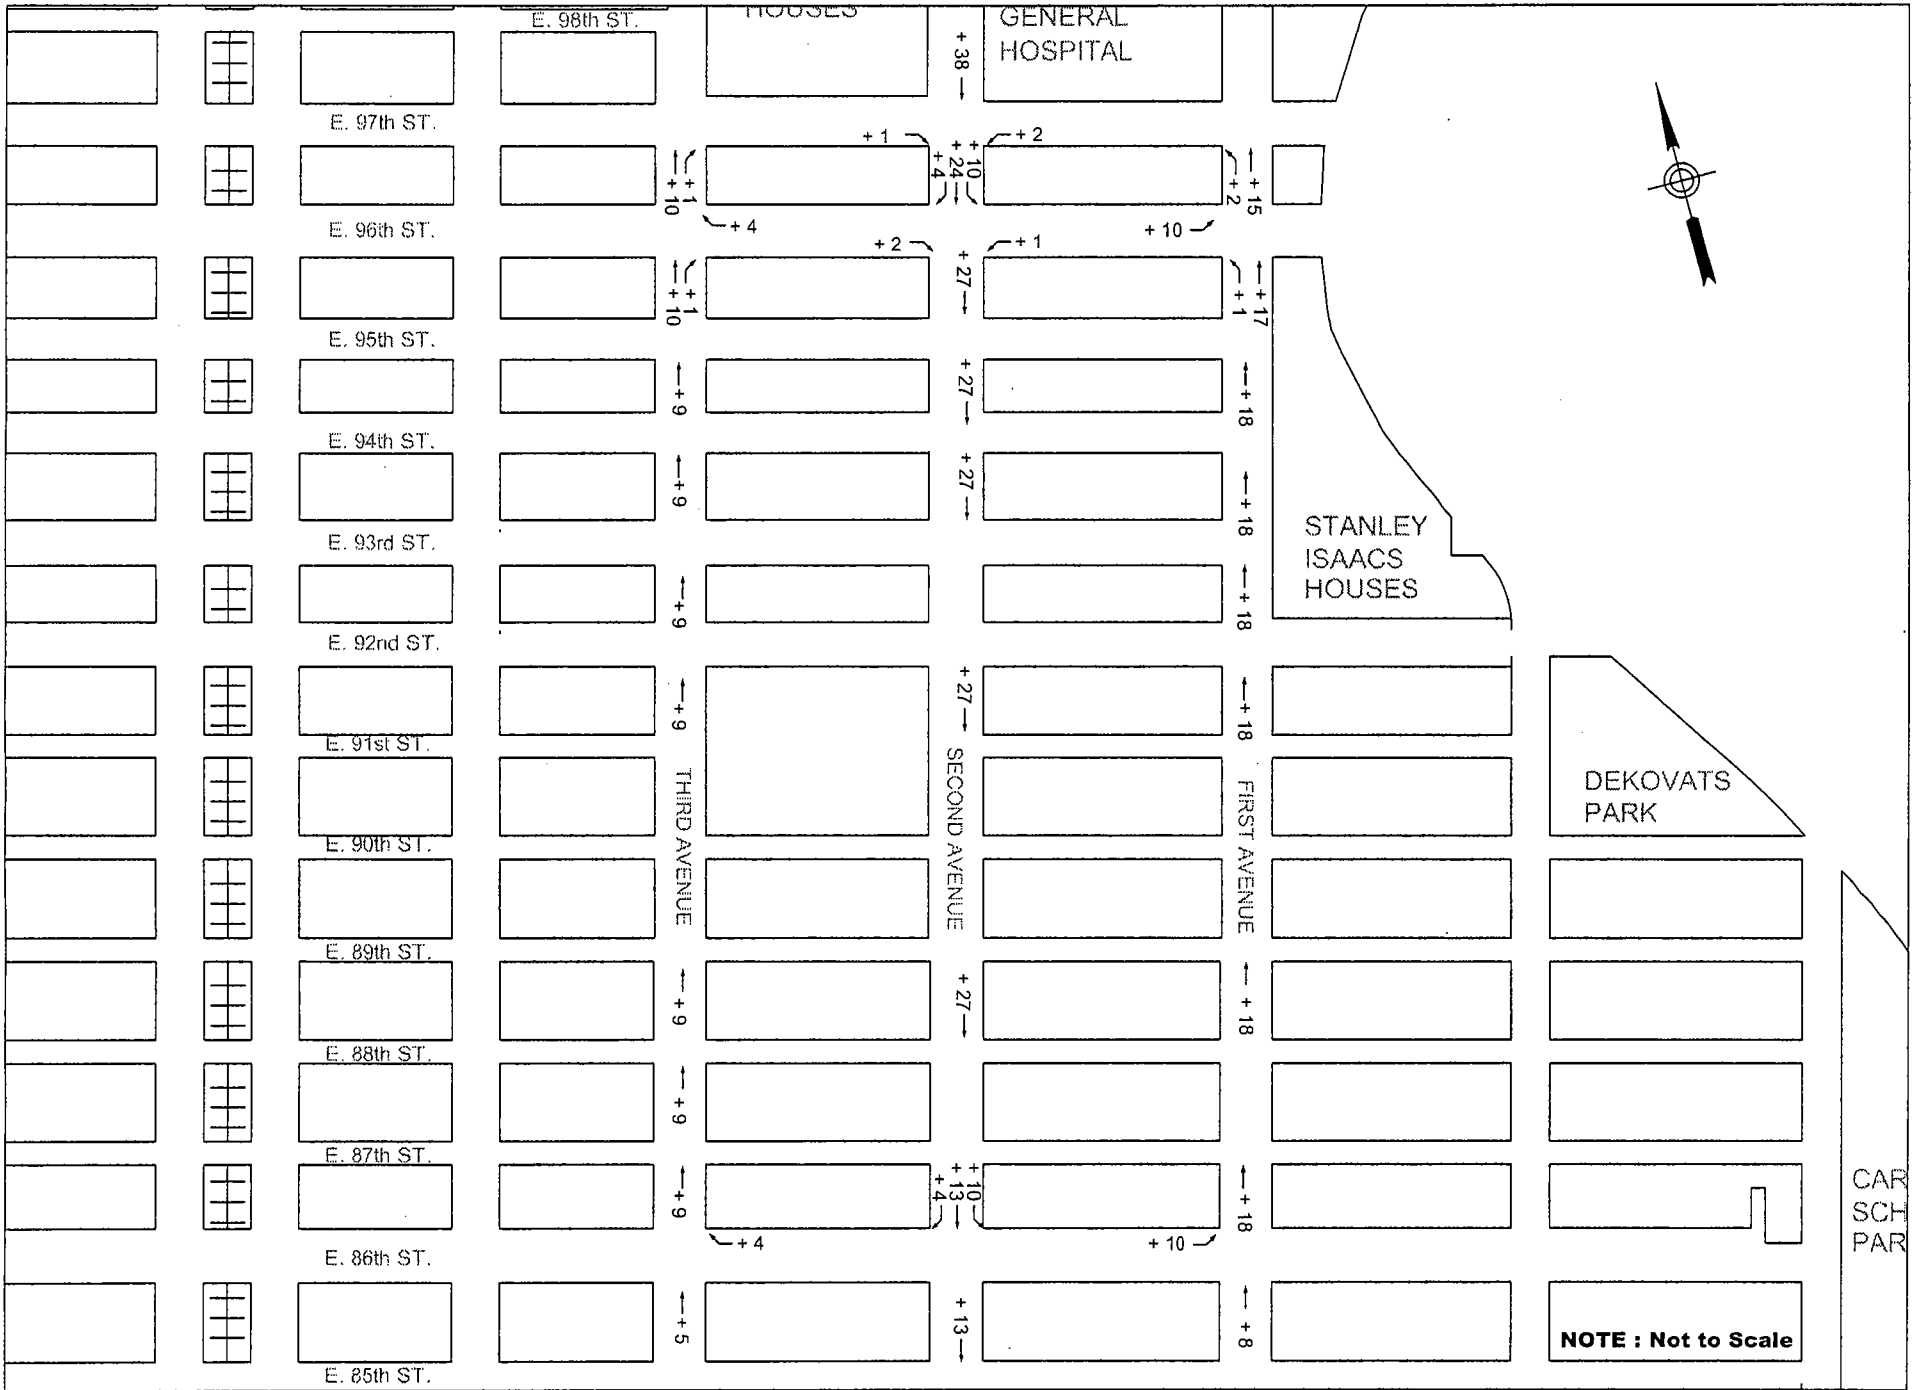 E. 98th ST.
HOUSES
+ 38
GENERAL
HOSPITAL
E. 97th ST.
+ 1
+ 2
+ 10
+ 1
+ 4
+ 24
+ 10
+ 2
+ 15
E. 96th ST.
+ 4
+ 10
+ 2
+ 1
+ 10
+ 1
+ 27
+ 1
+ 17
E. 95th ST.
+ 9
+ 27
+ 18
E. 94th ST.
+ 9
+ 27
+ 18
STANLEY
ISAACS
HOUSES
E. 93rd ST.
+ 9
+ 18
E. 92nd ST.
+ 9
+ 27
+ 18
E. 91st ST.
THIRD AVENUE
SECOND AVENUE
FIRST AVENUE
DEKOVATS
PARK
E. 90th ST.
E. 89th ST.
+ 9
+ 27
+ 18
E. 88th ST.
+ 9
E. 87th ST.
+ 9
+ 4
+ 13
+ 10
+ 18
CAR
SCH
PAR
+ 4
+ 10
E. 86th ST.
+ 5
+ 13
+ 8
NOTE : Not to Scale
E. 85th ST.